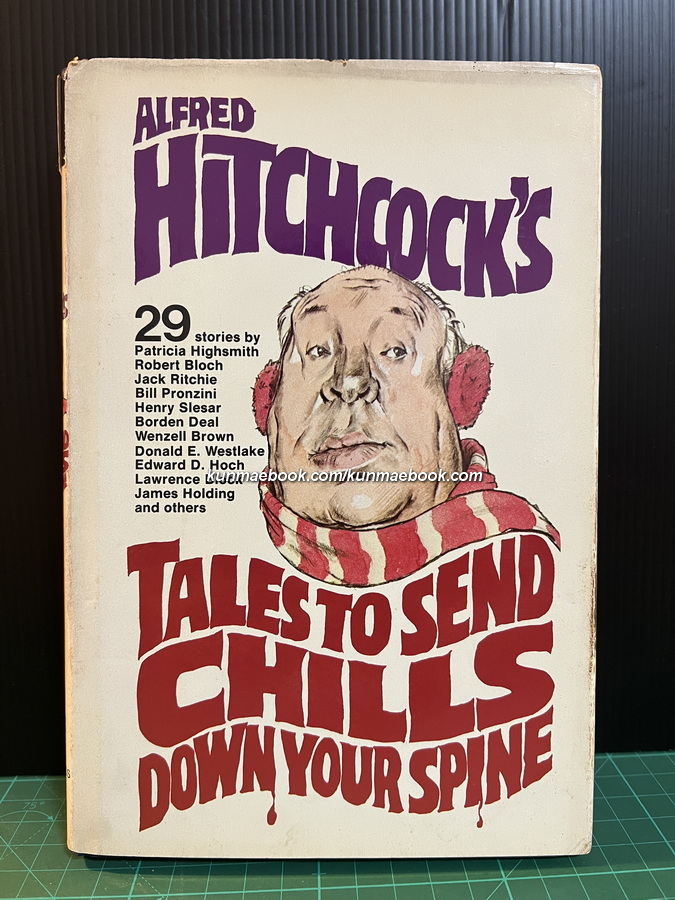 ALFRED
HITCHCOCK'S
29 stories by
Patricia Highsmith
Robert Bloch
Jack Ritchie
Bill Pronzini
Henry Slesar
Borden Deal
Wenzell Brown
Donald E. Westlake
Edward D. Hoch
kunmaebook.com/kunmaebook.com
Lawrence Block
James Holding
and others
TALES TO SEND
CHILLS
DOWN YOUR SPINE